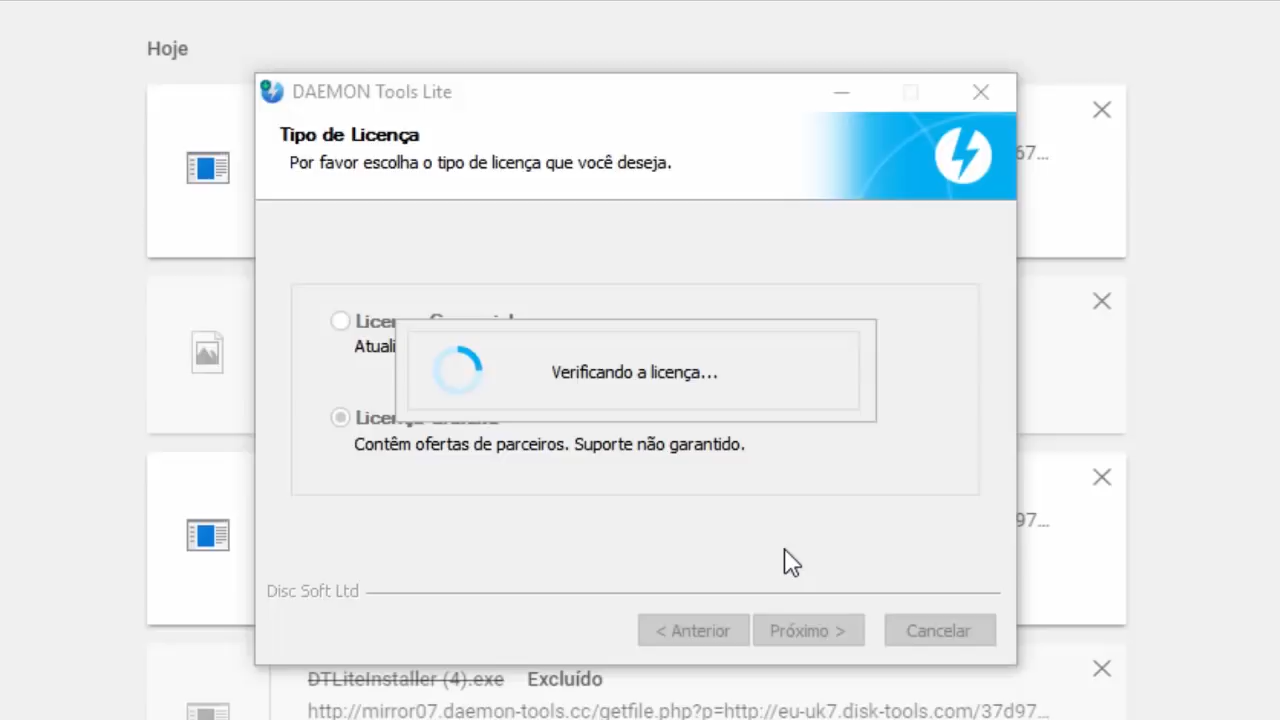 Hoje
DAEMON Tools Lite
Tipo de Licença
Por favor escolha o tipo de licença que você deseja.
67...
Verificando a licença...
Contêm ofertas de parceiros. Suporte não garantido.
97...
Disc Soft Ltd
< Anterior
Próximo >
Cancelar
DTLiteInstaller (4).exe Excluído
http://mirror07.daemon-tools.cc/getfile.php?p=http://eu-uk7.disk-tools.com/37d97...